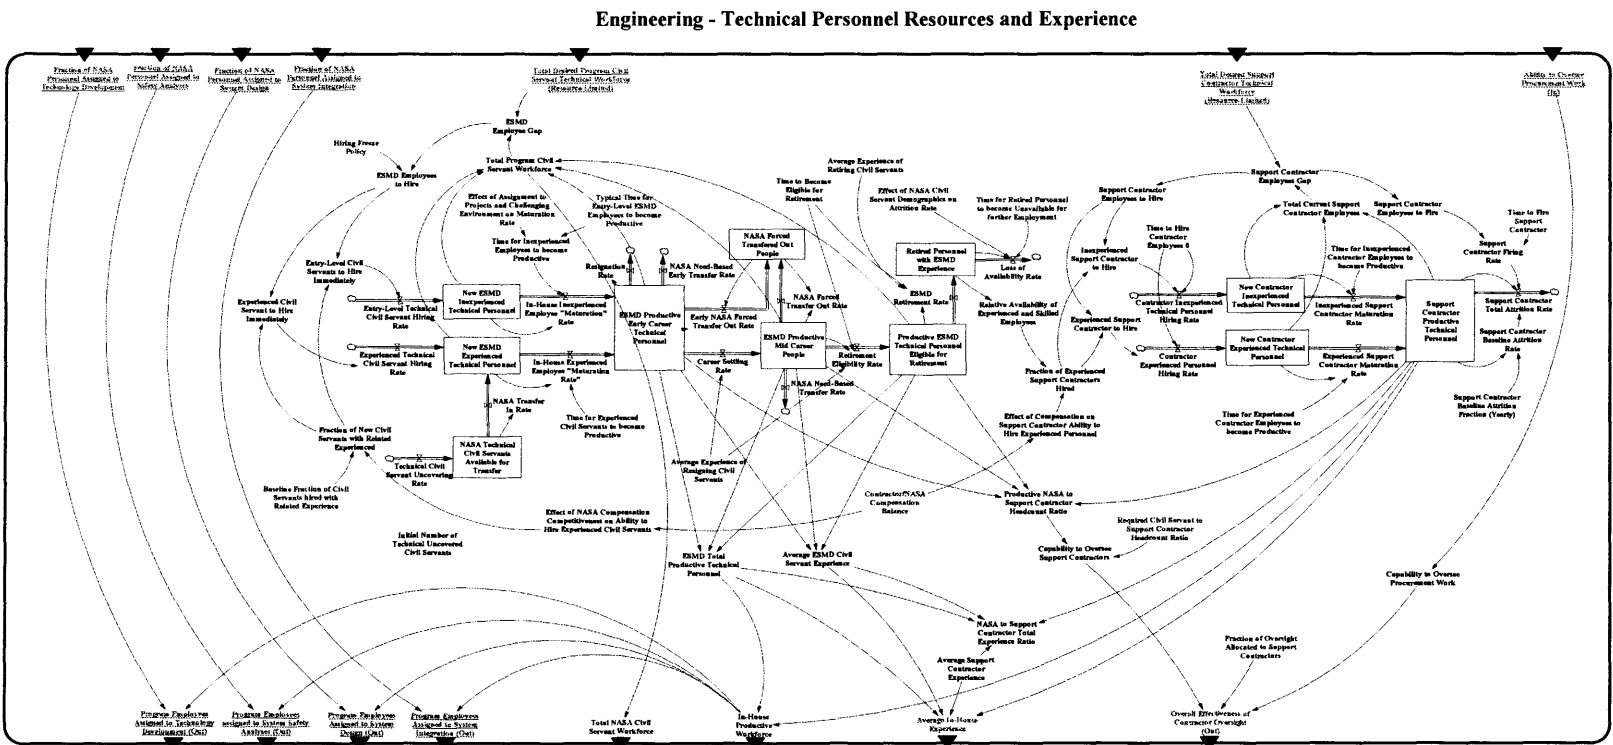 Engineering - Technical Personnel Resources and Experience
Fraction of NASA
Personnel Assigned to
Technology Development
Fraction of NASA
Personnel Assigned to
Safety Analyses
Fraction of NASA
Personnel Assigned to
System Design
Fraction of NASA
Personnel Assigned to
System Integration
Total Desired Program Civil
Servant Technical Workforce
(Resource Limited)
Total Desired Support
Contractor Technical
Workforce
(Resource Limited)
Ability to Oversee
Procurement Work
(In)
ESMD
Employee Gap
Hiring Freeze
Policy
ESMD Employees
to Hire
Total Program Civil
Servant Workforce
Effect of Assignment to
Projects and Challenging
Environment on Maturation
Rate
Typical Time for
Entry-Level ESMD
Employees to become
Productive
Time for Inexperienced
Employees to become
Productive
Average Experience of
Retiring Civil Servants
Time to Become
Eligible for
Retirement
Effect of NASA Civil
Servant Demographics on
Attrition Rate
Time for Retired Personnel
to become Unavailable for
further Employment
Support Contractor
Employees Gap
Support Contractor
Employees to Hire
Total Current Support
Contractor Employees
Support Contractor
Employees to Fire
Time to Fire
Support
Contractor
Time to Hire
Contractor
Employees 0
Inexperienced
Support Contractor
to Hire
Time for Inexperienced
Contractor Employees to
become Productive
Support
Contractor Firing
Rate
NASA Forced
Transfered Out
People
Retired Personnel
with ESMD
Experience
Loss of
Availability Rate
Resignation
Rate
NASA Need-Based
Early Transfer Rate
Entry-Level Civil
Servants to Hire
Immediately
Experienced Civil
Servant to Hire
Immediately
Entry-Level Technical
Civil Servant Hiring
Rate
New ESMD
Inexperienced
Technical Personnel
In-House Inexperienced
Employee "Maturation"
Rate
ESMD Productive
Early Career
Technical
Personnel
Early NASA Forced
Transfer Out Rate
NASA Forced
Transfer Out Rate
ESMD
Retirement Rate
Relative Availability of
Experienced and Skilled
Employees
Experienced Support
Contractor to Hire
Contractor Inexperienced
Technical Personnel
Hiring Rate
New Contractor
Inexperienced
Technical Personnel
Inexperienced Support
Contractor Maturation
Rate
Support
Contractor
Productive
Technical
Personnel
Support Contractor
Total Attrition Rate
Support Contractor
Baseline Attrition
Rate
Experienced Technical
Civil Servant Hiring
Rate
New ESMD
Experienced
Technical Personnel
In-House Experienced
Employee "Maturation
Rate"
Career Settling
Rate
ESMD Productive
Mid Career
People
Retirement
Eligibility Rate
Productive ESMD
Technical Personnel
Eligible for
Retirement
NASA Need-Based
Transfer Rate
Fraction of Experienced
Support Contractors
Hired
Contractor
Experienced Personnel
Hiring Rate
New Contractor
Experienced Technical
Personnel
Experienced Support
Contractor Maturation
Rate
Support Contractor
Baseline Attrition
Fraction (Yearly)
NASA Transfer
In Rate
Time for Experienced
Civil Servants to become
Productive
Effect of Compensation on
Support Contractor Ability to
Hire Experienced Personnel
Time for Experienced
Contractor Employees to
become Productive
Fraction of New Civil
Servants with Related
Experienced
Technical Civil
Servant Uncovering
Rate
NASA Technical
Civil Servants
Available for
Transfer
Average Experience of
Resigning Civil
Servants
Baseline Fraction of Civil
Servants hired with
Related Experience
Contractor/NASA
Compensation
Balance
Productive NASA to
Support Contractor
Headcount Ratio
Effect of NASA Compensation
Competitiveness on Ability to
Hire Experienced Civil Servants
Initial Number of
Technical Uncovered
Civil Servants
Required Civil Servant to
Support Contractor
Headcount Ratio
ESMD Total
Productive Technical
Personnel
Average ESMD Civil
Servant Experience
Capability to Oversee
Support Contractors
Capability to Oversee
Procurement Work
NASA to Support
Contractor Total
Experience Ratio
Average Support
Contractor
Experience
Fraction of Oversight
Allocated to Support
Contractors
Program Employees
Assigned to Technology
Development (Out)
Program Employees
assigned to System Safety
Analyses (Out)
Program Employees
Assigned to System
Design (Out)
Program Employees
Assigned to System
Integration (Out)
Total NASA Civil
Servant Workforce
In-House
Productive
Workforce
Average In-House
Experience
Overall Effectiveness of
Contractor Oversight
(Out)